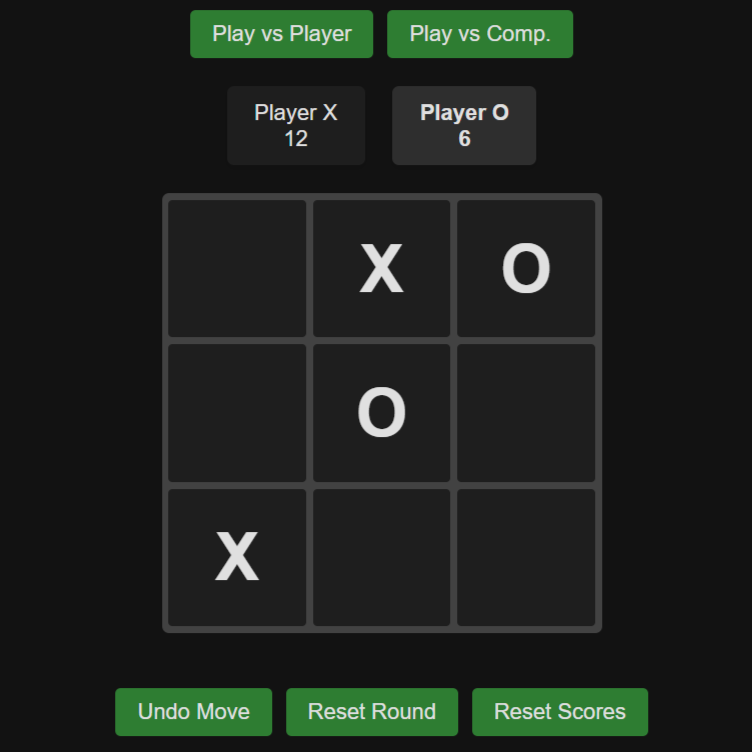 Play vs Player
Play vs Comp.
Player X
12
Player O
6
X O
O
X
Undo Move
Reset Round
Reset Scores